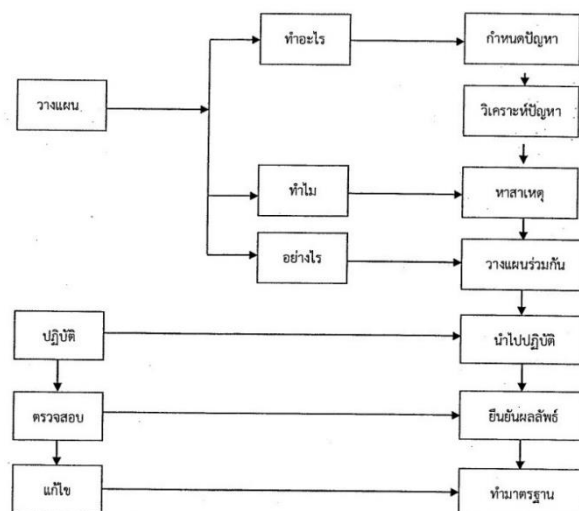 ทำอะไร
กำหนดปัญหา
วางแผน
วิเคราะห์ปัญหา
ทำไม
หาสาเหตุ
อย่างไร
วางแผนร่วมกัน
ปฏิบัติ
นำไปปฏิบัติ
ตรวจสอบ
ยืนยันผลลัพธ์
แก้ไข
ทำมาตรฐาน